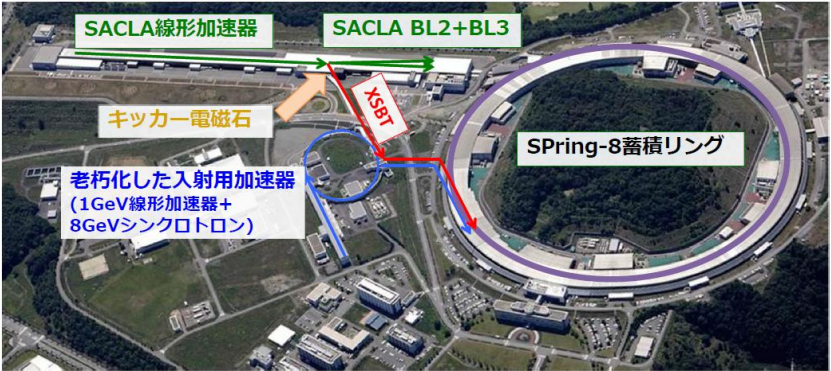 SACLA線形加速器
SACLA BL2+BL3
キッカー電磁石
XSBT
SPring-8蓄積リング
老朽化した入射用加速器
(1GeV線形加速器+
8GeVシンクロトロン)